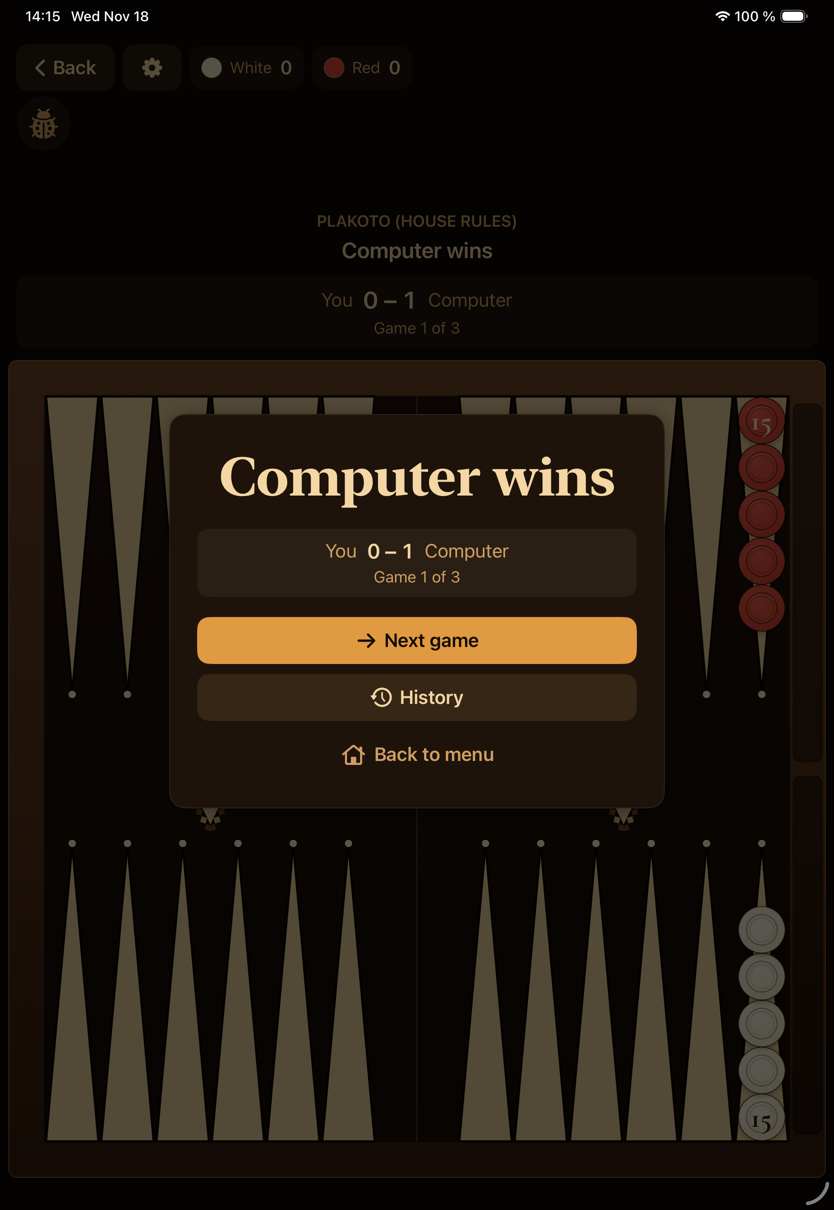 14:15 Wed Nov 18 100 %
Back White 0 Red 0
PLAKOTO (HOUSE RULES)
Computer wins
You 0 – 1 Computer
Game 1 of 3
15
Computer wins
You 0 – 1 Computer
Game 1 of 3
Next game
History
Back to menu
15